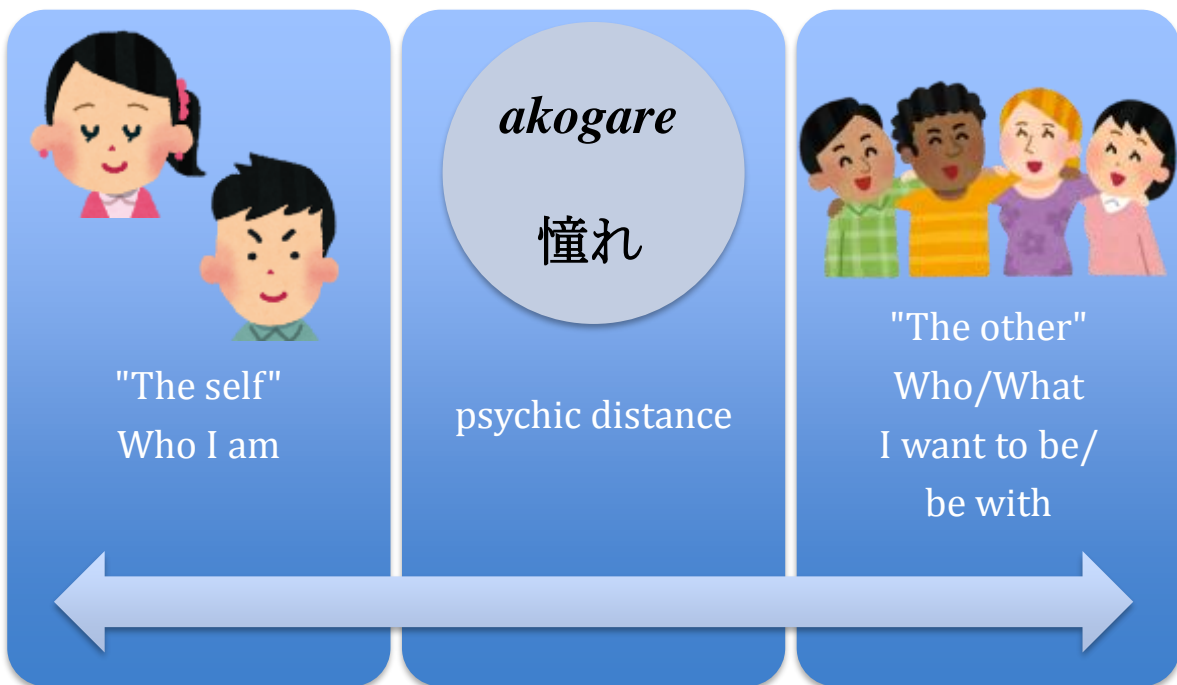 "The self"
Who I am
akogare
憧れ
psychic distance
"The other"
Who/What
I want to be/
be with